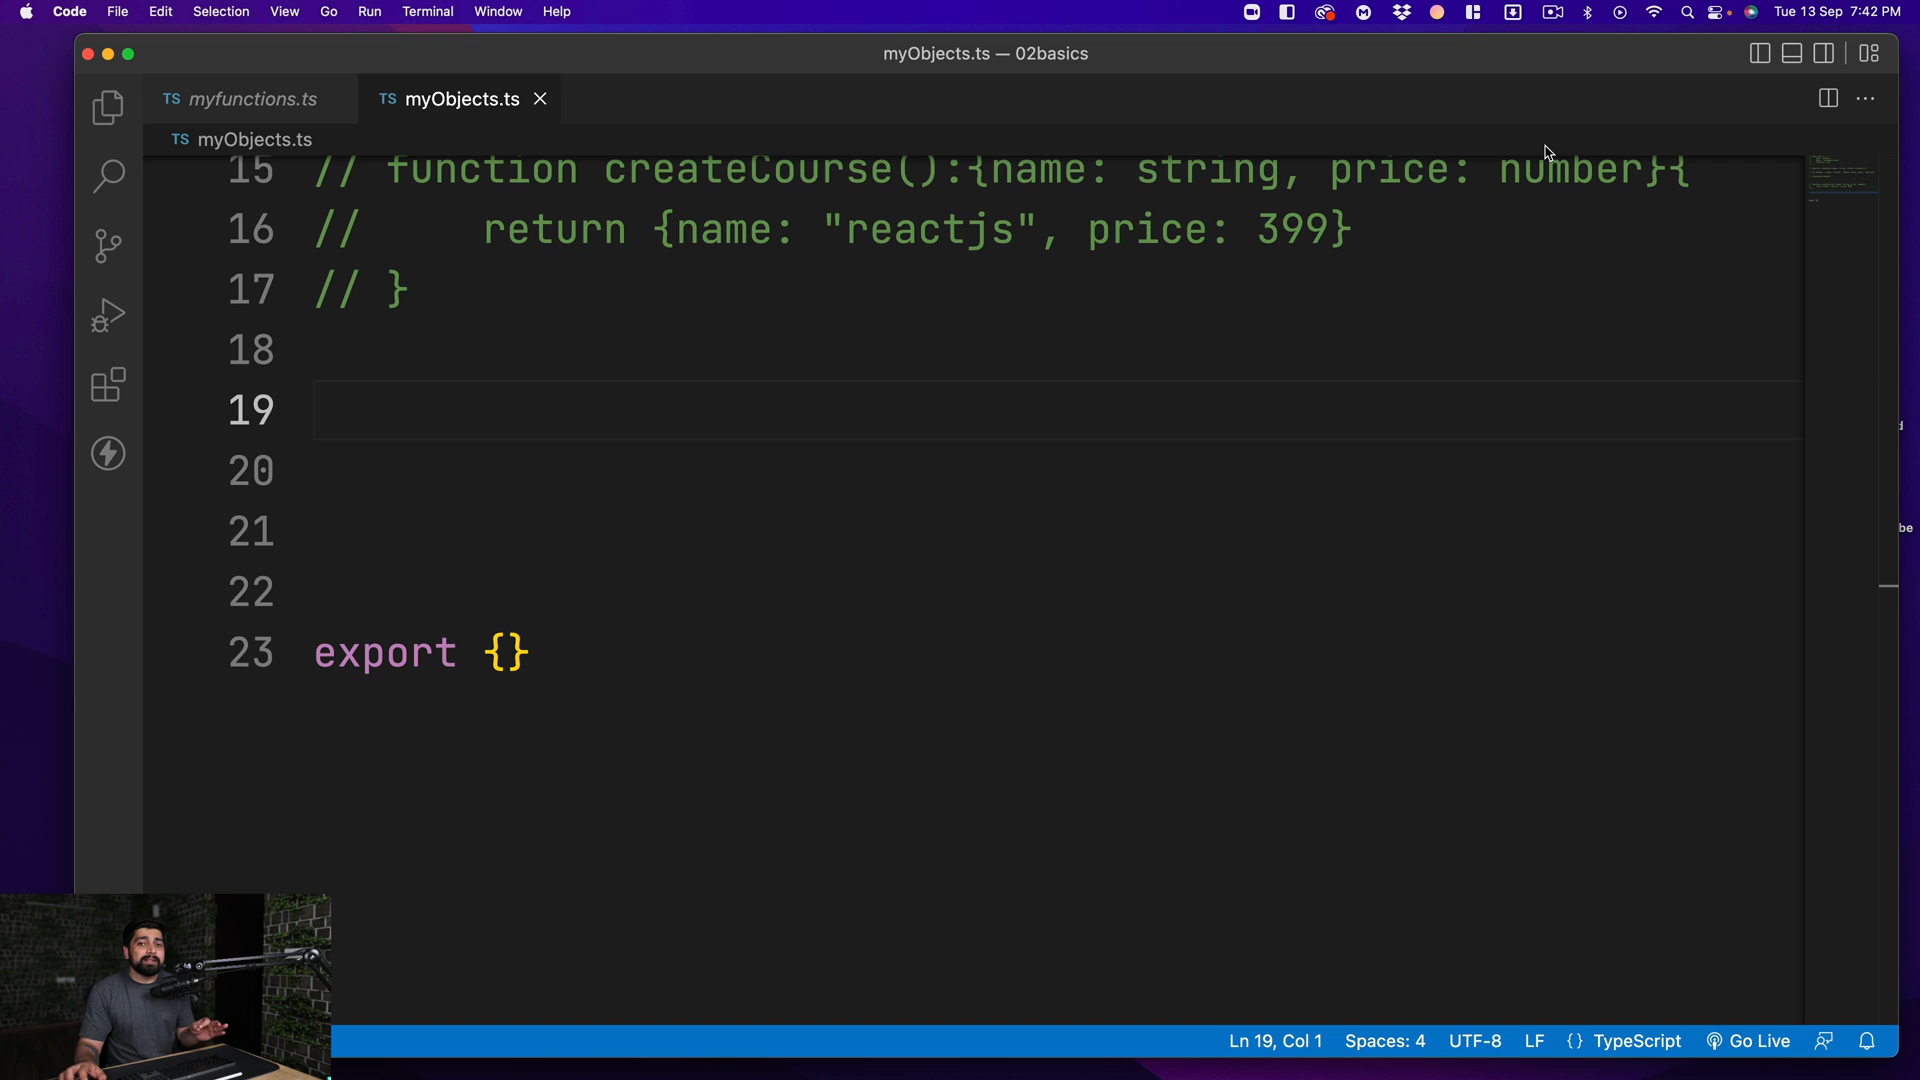 Code File Edit Selection View Go Run Terminal Window Help Tue 13 Sep 7:42 PM
myObjects.ts — 02basics
TS myfunctions.ts TS myObjects.ts
TS myObjects.ts
15 // function createCourse():{name: string, price: number}{
16 //     return {name: "reactjs", price: 399}
17 // }
18
19
20
21
22
23 export {}
be
Ln 19, Col 1 Spaces: 4 UTF-8 LF {} TypeScript Go Live